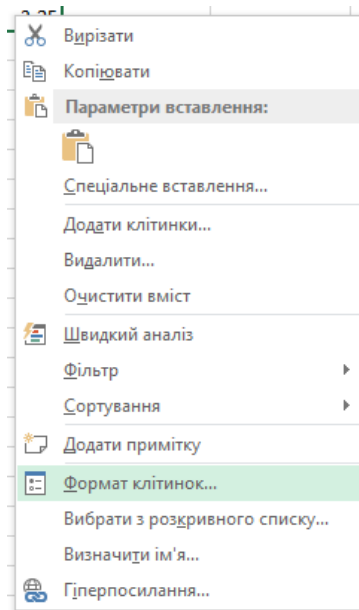 Вирізати
Копіювати
Параметри вставлення:
Спеціальне вставлення...
Додати клітинки...
Видалити...
Очистити вміст
Швидкий аналіз
Фільтр
Сортування
Додати примітку
Формат клітинок...
Вибрати з розкривного списку...
Визначити ім'я...
Гіперпосилання...